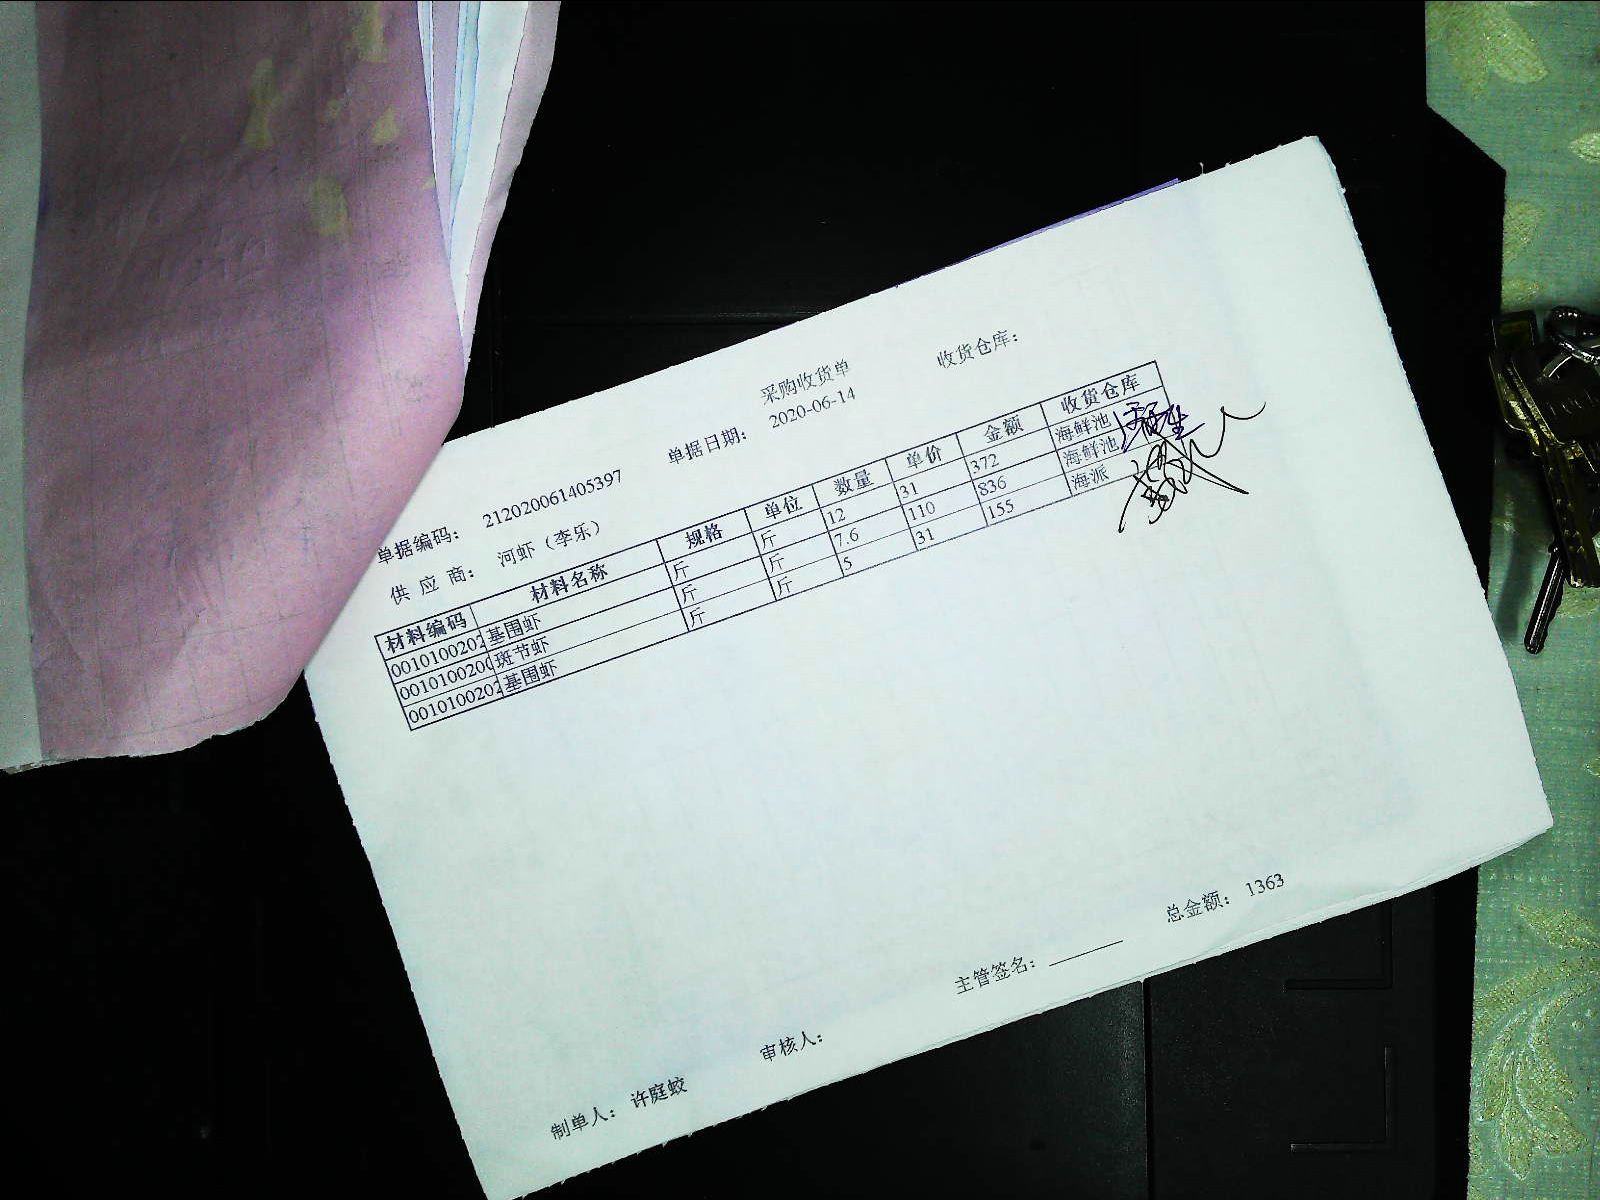 采购收货单
收货仓库：
单据编码： 212020061405397 单据日期： 2020-06-14
供 应 商： 河虾（李乐）
材料编码 材料名称 规格 单位 数量 单价 金额 收货仓库
0010100202 基围虾 斤 斤 12 31 372 海鲜池
001010020 斑节虾 斤 斤 7.6 110 836 海鲜池
0010100202 基围虾 斤 斤 5 31 155 海派
总金额： 1363
主管签名：
审核人：
制单人： 许庭蛟